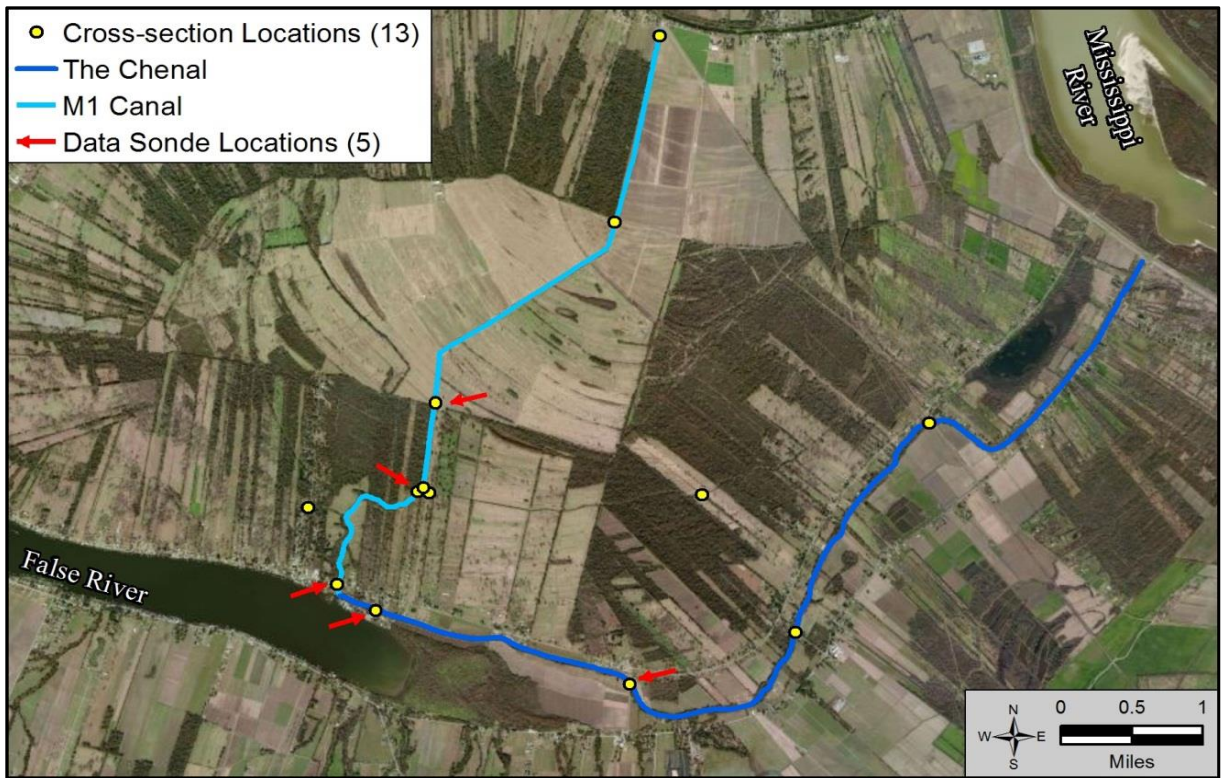 Cross-section Locations (13)
The Chenal
M1 Canal
Data Sonde Locations (5)
Mississippi
River
False River
N
W E
S
0 0.5 1
Miles